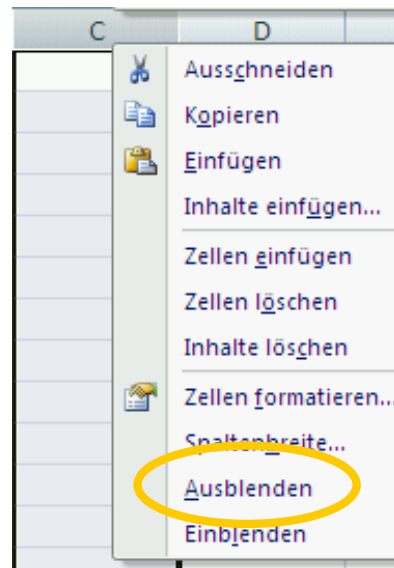 C D
Ausschneiden
Kopieren
Einfügen
Inhalte einfügen...
Zellen einfügen
Zellen löschen
Inhalte löschen
Zellen formatieren...
Spaltenbreite...
Ausblenden
Einblenden